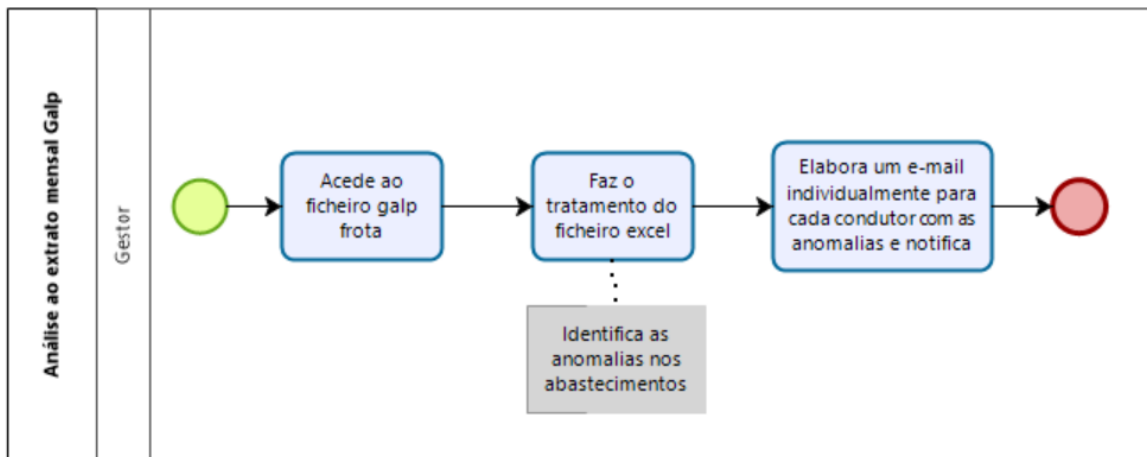 Análise ao extrato mensal Galp
Gestor
Acede ao
ficheiro galp
frota
Faz o
tratamento do
ficheiro excel
Elabora um e-mail
individualmente para
cada condutor com as
anomalias e notifica
Identifica as
anomalias nos
abastecimentos